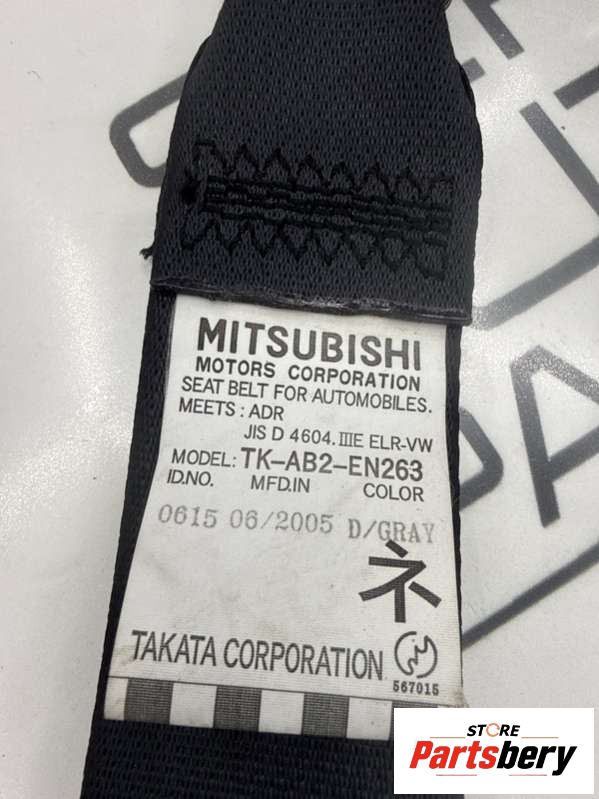 MITSUBISHI
MOTORS CORPORATION
SEAT BELT FOR AUTOMOBILES.
MEETS : ADR
JIS D 4604.ⅢE ELR-VW
MODEL: TK-AB2-EN263
ID.NO. MFD.IN COLOR
0615 06/2005 D/GRAY
ネ
TAKATA CORPORATION
567015
STORE
Partsbery